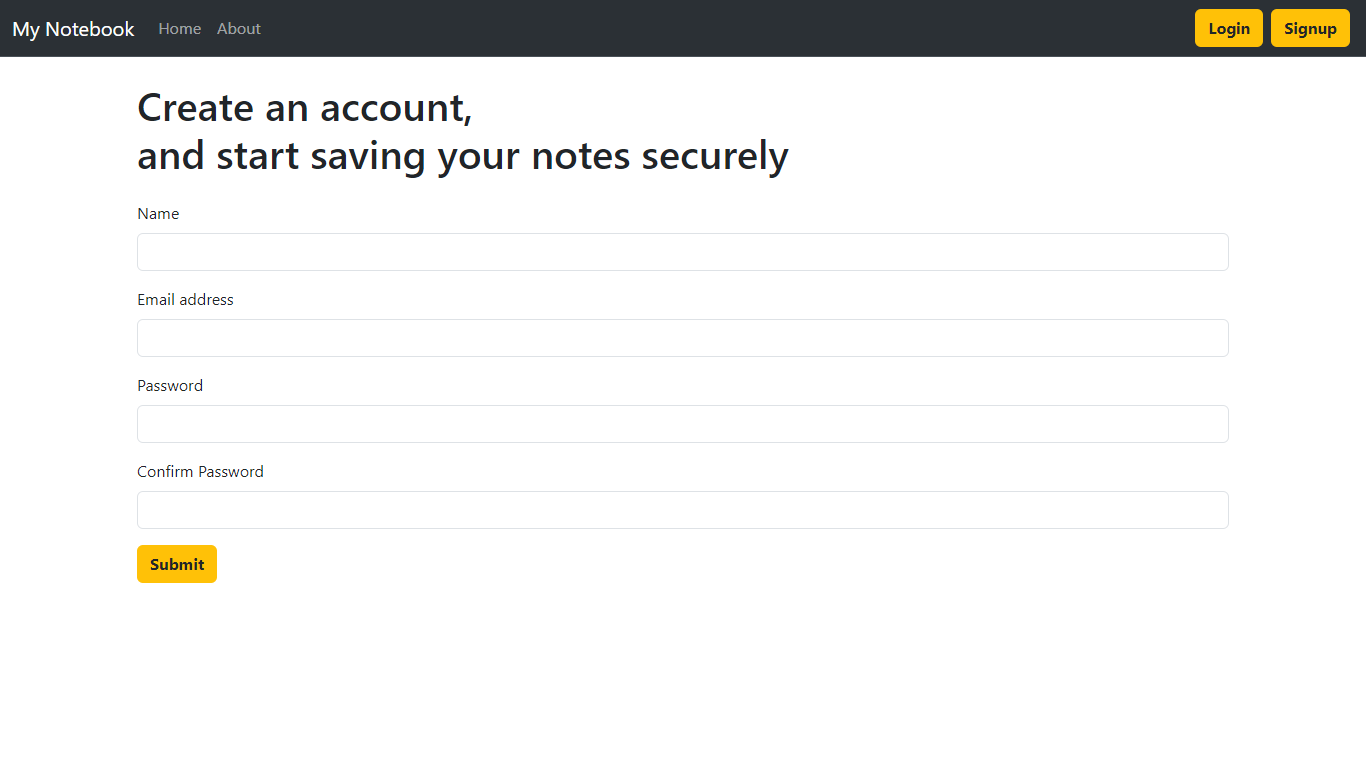 My Notebook Home About Login Signup
Create an account,
and start saving your notes securely
Name
Email address
Password
Confirm Password
Submit